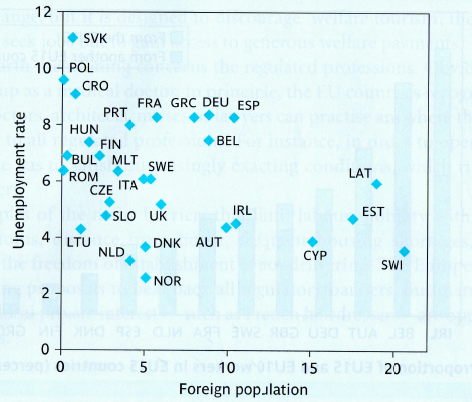 12
10
8
6
4
2
0
Unemployment rate
SVK
POL
CRO
PRT
FRA
GRC
DEU
ESP
HUN
FIN
BEL
BUL
MLT
ROM
ITA
SWE
LAT
CZE
SLO
UK
IRL
EST
LTU
DNK
AUT
CYP
NLD
SWI
NOR
0
5
10
15
20
Foreign population